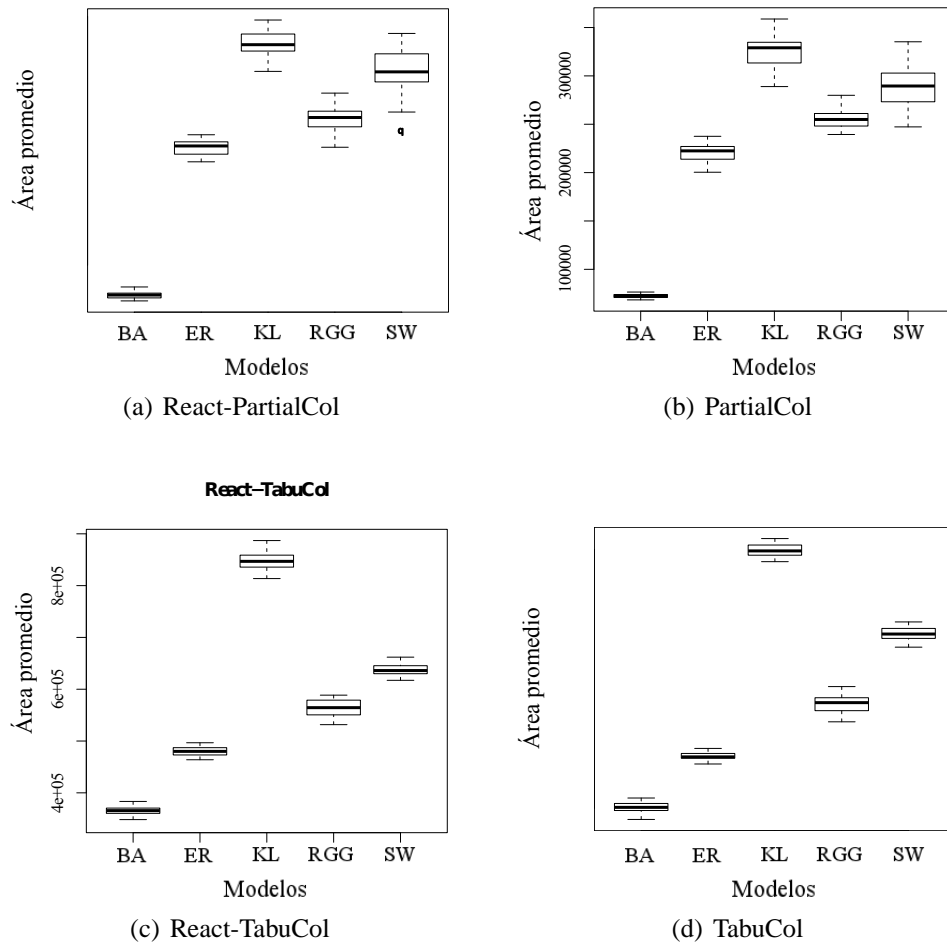 Área promedio
q
BA ER KL RGG SW
Modelos
(a) React-PartialCol
Área promedio
300000
200000
100000
BA ER KL RGG SW
Modelos
(b) PartialCol
React−TabuCol
Área promedio
8e+05
6e+05
4e+05
BA ER KL RGG SW
Modelos
(c) React-TabuCol
Área promedio
BA ER KL RGG SW
Modelos
(d) TabuCol